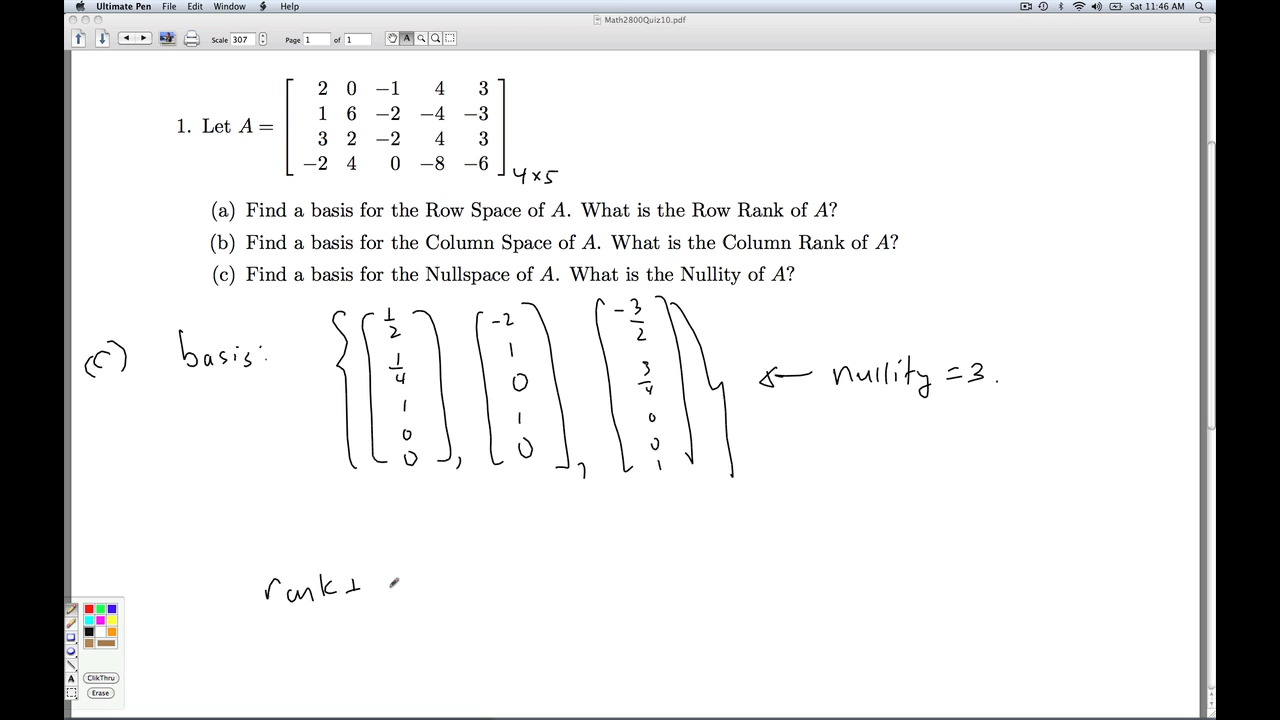 Ultimate Pen File Edit Window Help Sat 11:46 AM
Math2800Quiz10.pdf
Scale 307 Page 1 of 1 A
1. Let A = [
2 0 −1 4 3
1 6 −2 −4 −3
3 2 −2 4 3
−2 4 0 −8 −6
] 4×5
(a) Find a basis for the Row Space of A. What is the Row Rank of A?
(b) Find a basis for the Column Space of A. What is the Column Rank of A?
(c) Find a basis for the Nullspace of A. What is the Nullity of A?
(c) basis: { [1/2 1/4 1 0 0], [-2 1 0 1 0], [-3/2 3/4 0 0 1] } ← nullity = 3.
rank +
A
ClikThru
Erase